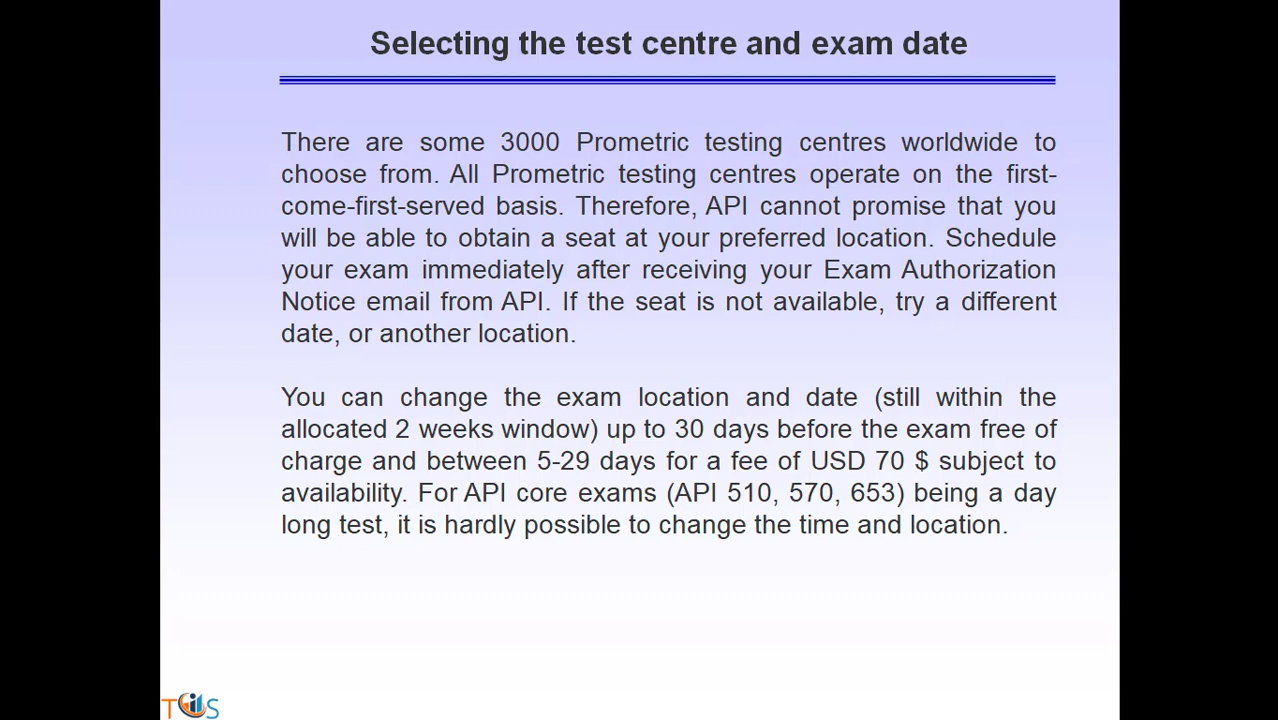 Selecting the test centre and exam date
There are some 3000 Prometric testing centres worldwide to
choose from. All Prometric testing centres operate on the first-
come-first-served basis. Therefore, API cannot promise that you
will be able to obtain a seat at your preferred location. Schedule
your exam immediately after receiving your Exam Authorization
Notice email from API. If the seat is not available, try a different
date, or another location.
You can change the exam location and date (still within the
allocated 2 weeks window) up to 30 days before the exam free of
charge and between 5-29 days for a fee of USD 70 $ subject to
availability. For API core exams (API 510, 570, 653) being a day
long test, it is hardly possible to change the time and location.